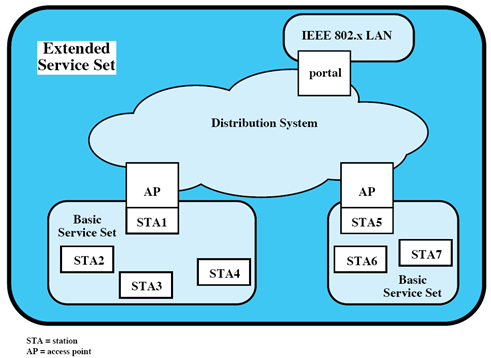 IEEE 802.x LAN
Extended
Service Set
portal
Distribution System
AP
AP
STA1
STA5
Basic
Service Set
STA2
STA3
STA4
STA6
STA7
Basic
Service Set
STA = station
AP = access point